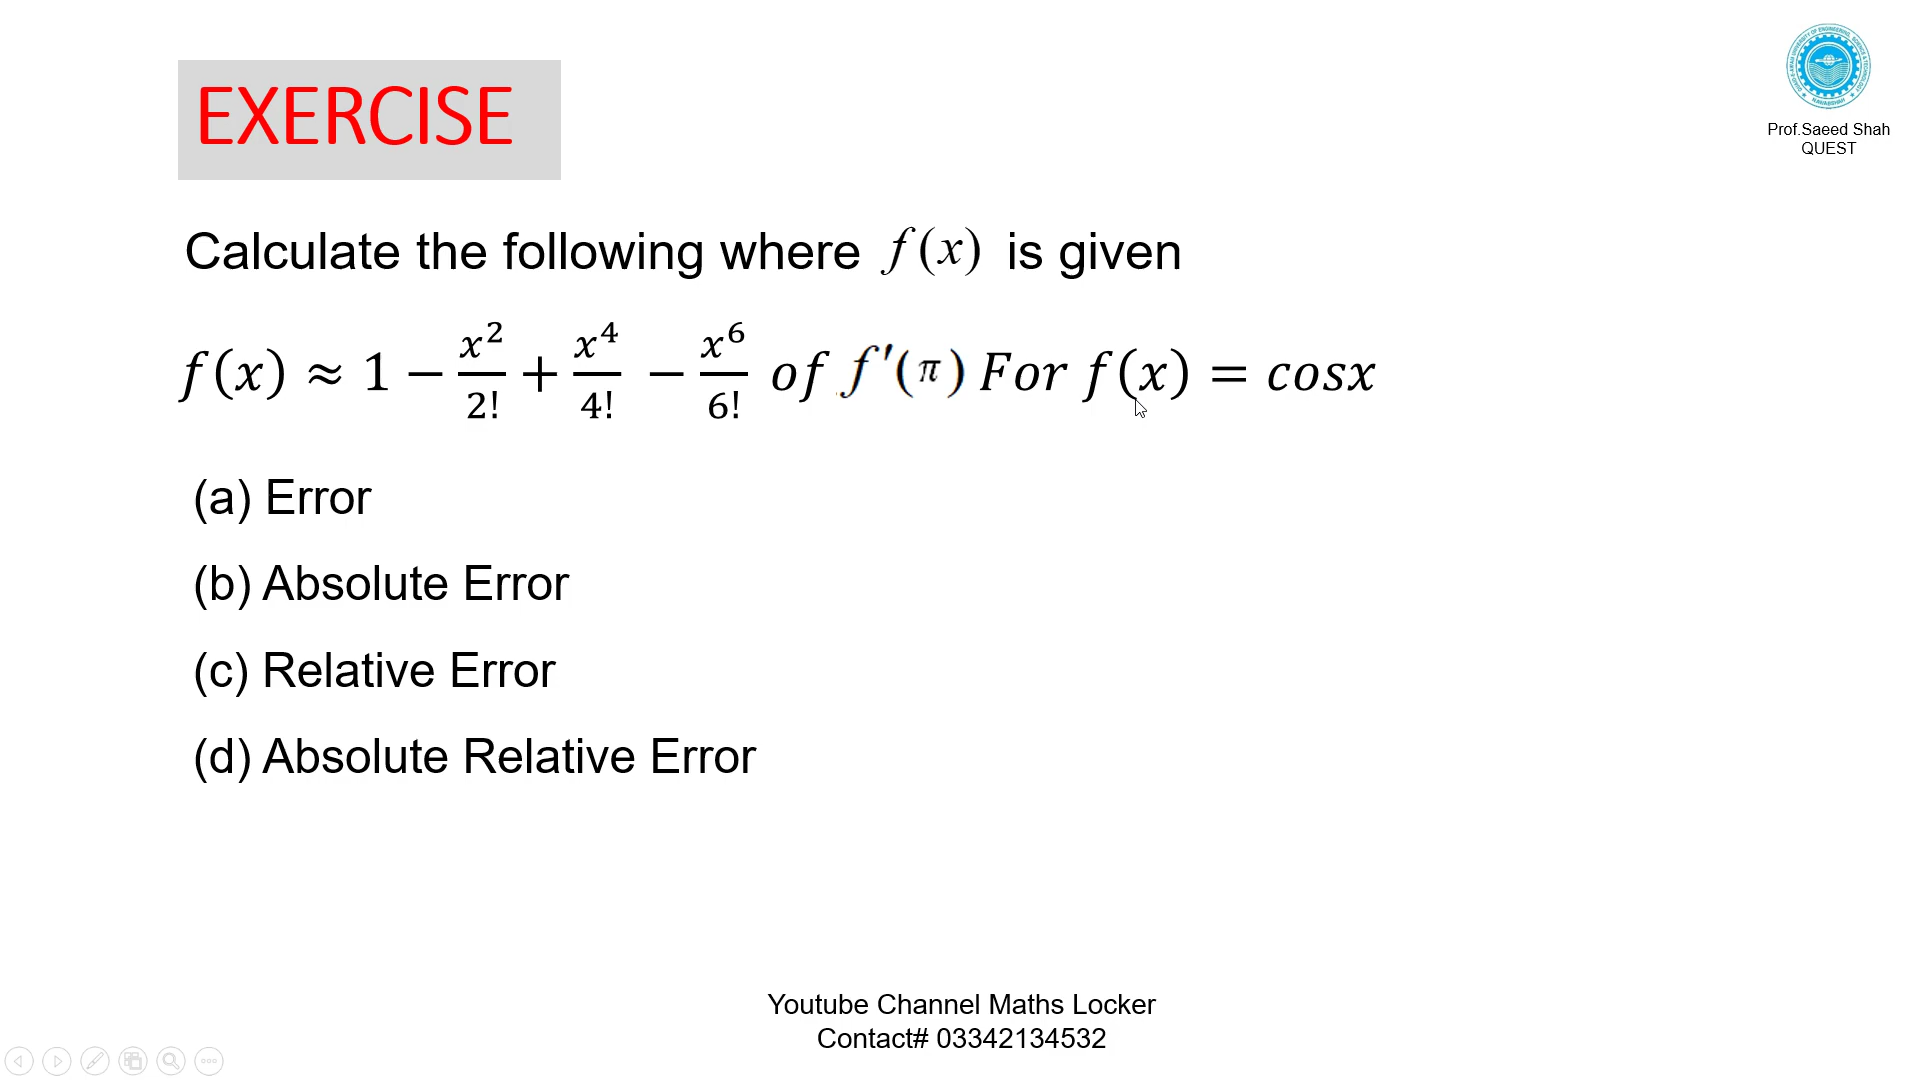 EXERCISE
Prof.Saeed Shah
QUEST
Calculate the following where f(x) is given
f(x) ≈ 1 − x²/2! + x⁴/4! − x⁶/6! of f′(π) For f(x) = cosx
(a) Error
(b) Absolute Error
(c) Relative Error
(d) Absolute Relative Error
Youtube Channel Maths Locker
Contact# 03342134532